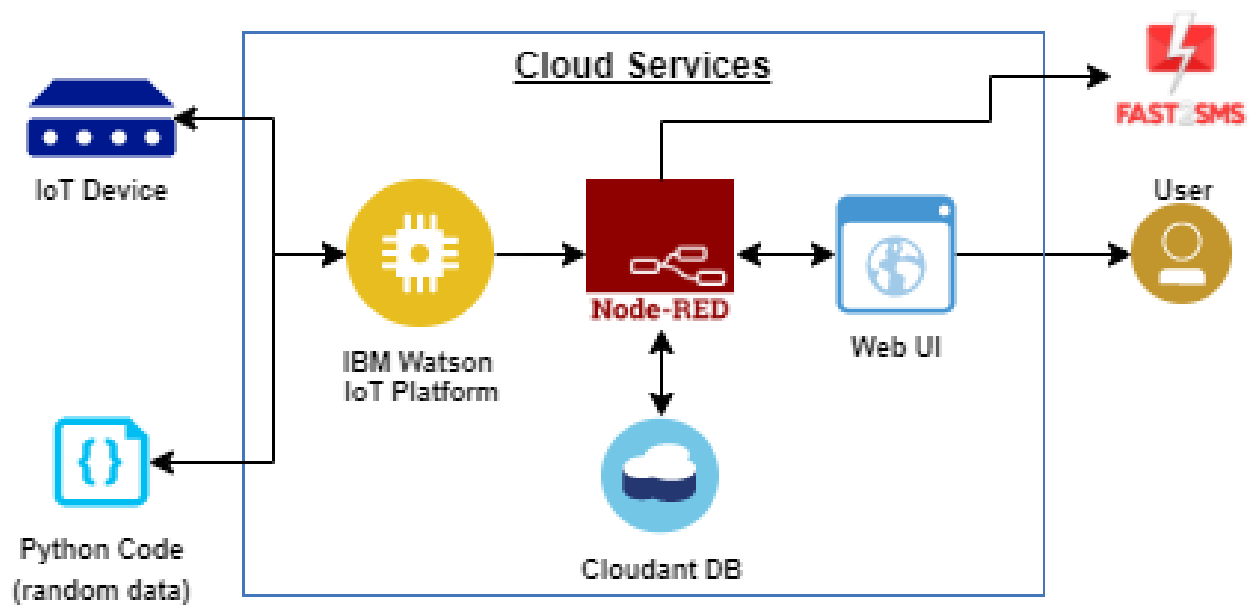 Cloud Services
FAST2SMS
IoT Device
User
Node-RED
IBM Watson
IoT Platform
Web UI
Python Code
(random data)
Cloudant DB